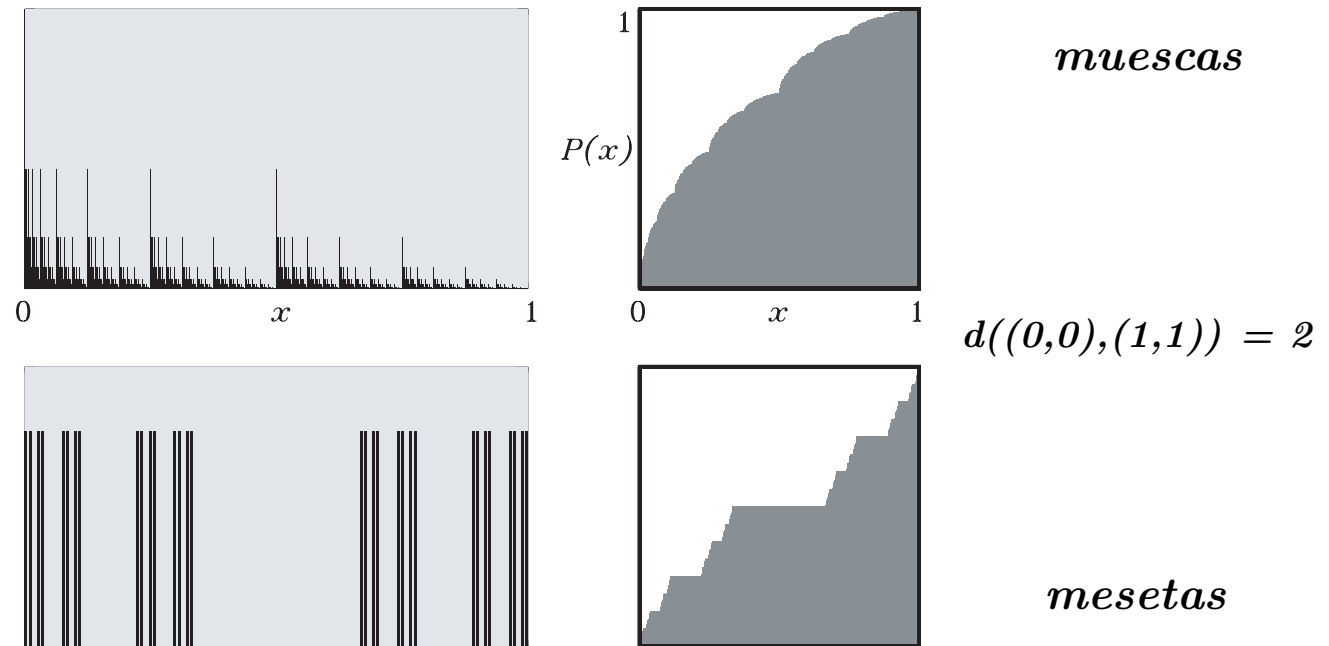 1
muescas
P(x)
0 x 1
0 x 1
d((0,0),(1,1)) = 2
mesetas